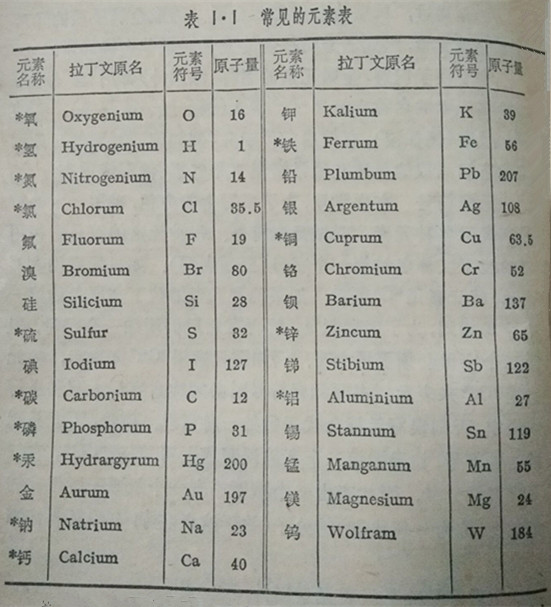 表 1·1 常见的元素表
元素名称 拉丁文原名 元素符号 原子量 元素名称 拉丁文原名 元素符号 原子量
*氧 Oxygenium O 16 钾 Kalium K 39
*氢 Hydrogenium H 1 *铁 Ferrum Fe 56
*氮 Nitrogenium N 14 铅 Plumbum Pb 207
*氯 Chlorum Cl 35.5 银 Argentum Ag 108
氟 Fluorum F 19 *铜 Cuprum Cu 63.5
溴 Bromium Br 80 铬 Chromium Cr 52
硅 Silicium Si 28 钡 Barium Ba 137
*硫 Sulfur S 32 *锌 Zincum Zn 65
碘 Iodium I 127 锑 Stibium Sb 122
*碳 Carbonium C 12 *铝 Aluminium Al 27
*磷 Phosphorum P 31 锡 Stannum Sn 119
*汞 Hydrargyrum Hg 200 锰 Manganum Mn 55
金 Aurum Au 197 镁 Magnesium Mg 24
*钠 Natrium Na 23 钨 Wolfram W 184
*钙 Calcium Ca 40